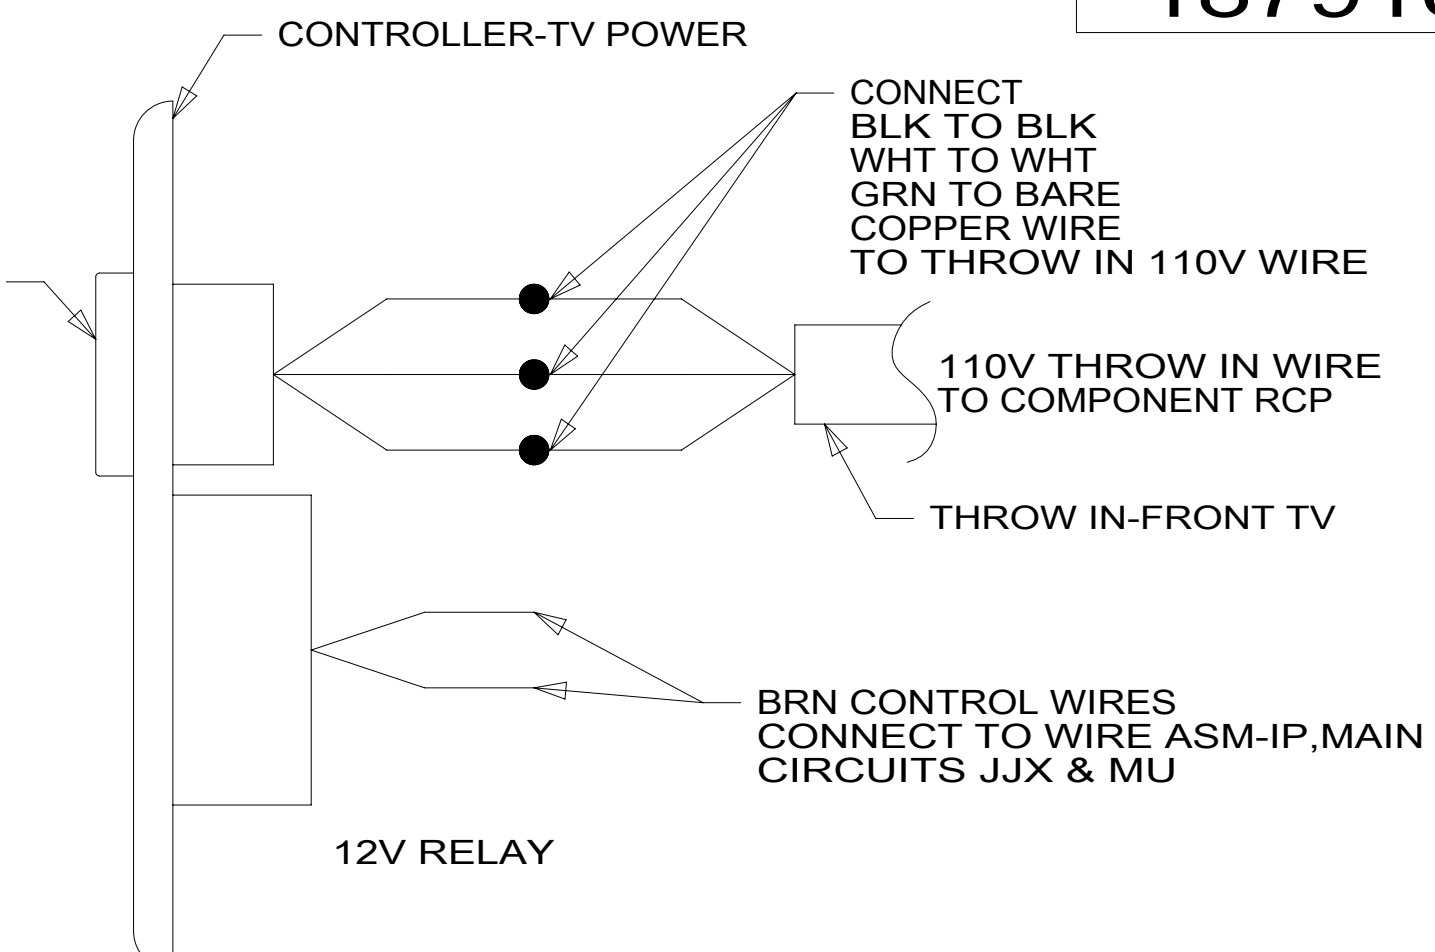 CONTROLLER-TV POWER
CONNECT
BLK TO BLK
WHT TO WHT
GRN TO BARE
COPPER WIRE
TO THROW IN 110V WIRE
110V THROW IN WIRE
TO COMPONENT RCP
THROW IN-FRONT TV
BRN CONTROL WIRES
CONNECT TO WIRE ASM-IP,MAIN
CIRCUITS JJX & MU
12V RELAY